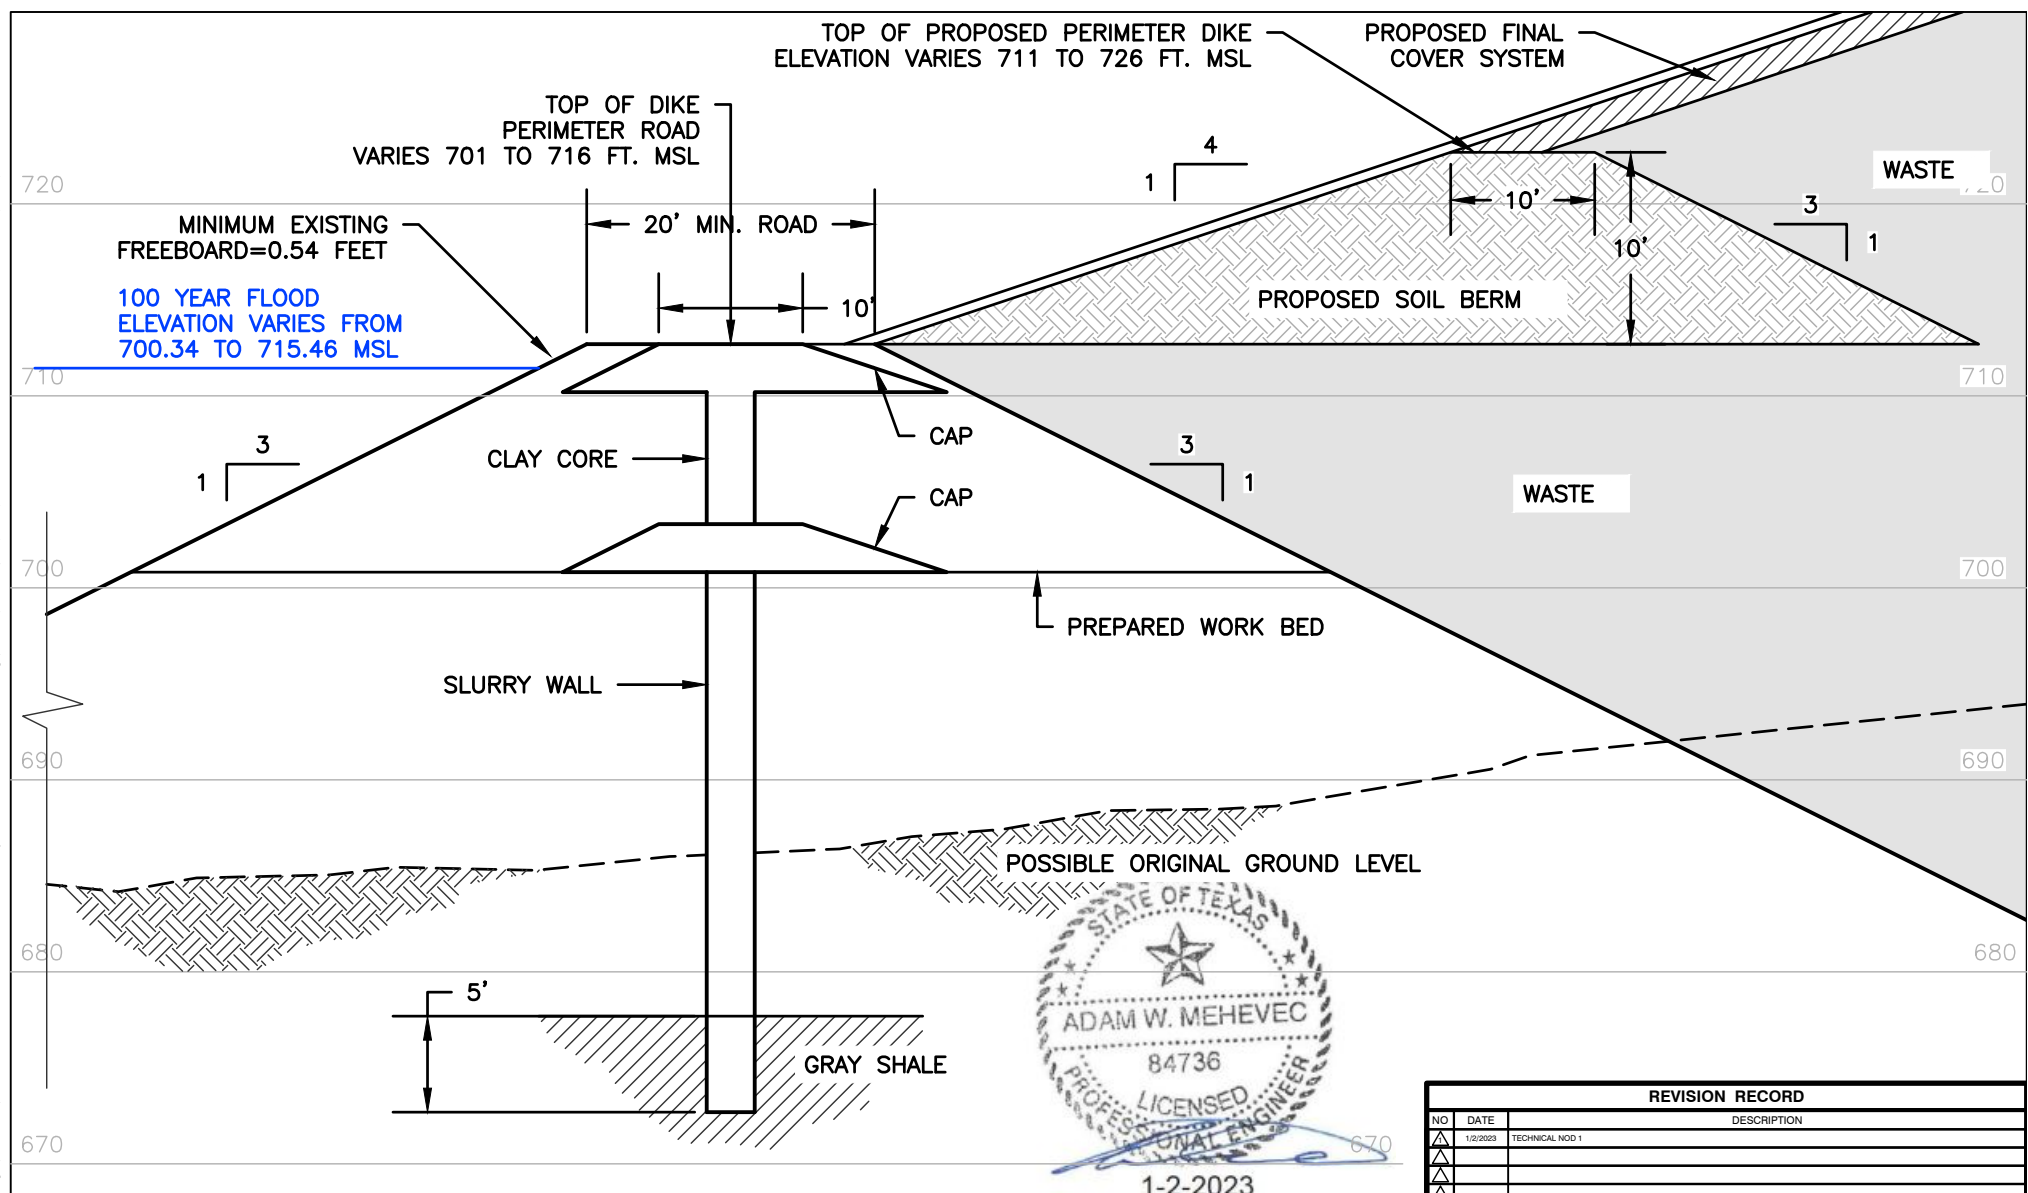 TOP OF PROPOSED PERIMETER DIKE
ELEVATION VARIES 711 TO 726 FT. MSL
PROPOSED FINAL
COVER SYSTEM
TOP OF DIKE
PERIMETER ROAD
VARIES 701 TO 716 FT. MSL
4
1
WASTE
720
720
10'
3
1
MINIMUM EXISTING
FREEBOARD=0.54 FEET
20' MIN. ROAD
10'
PROPOSED SOIL BERM
10'
100 YEAR FLOOD
ELEVATION VARIES FROM
700.34 TO 715.46 MSL
710
710
CAP
3
1
CLAY CORE
3
1
CAP
WASTE
700
700
PREPARED WORK BED
SLURRY WALL
690
690
POSSIBLE ORIGINAL GROUND LEVEL
680
680
STATE OF TEXAS
ADAM W. MEHEVEC
84736
LICENSED
PROFESSIONAL ENGINEER
5'
GRAY SHALE
670
670
1-2-2023
REVISION RECORD
NO DATE DESCRIPTION
1 1/2/2023 TECHNICAL NOD 1